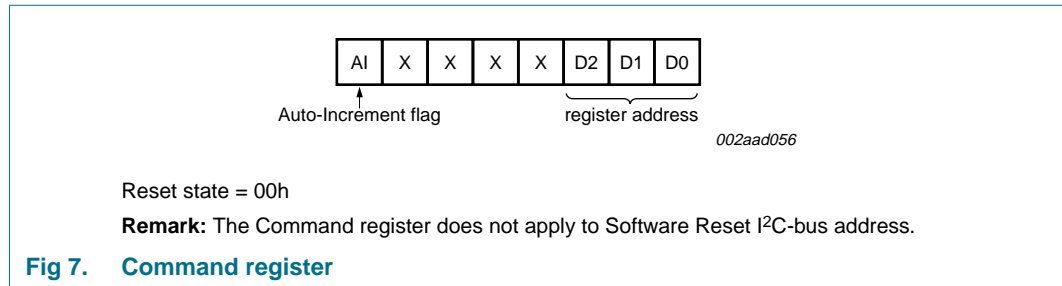 AI X X X X D2 D1 D0
Auto-Increment flag register address
002aad056
Reset state = 00h
Remark: The Command register does not apply to Software Reset I²C-bus address.
Fig 7. Command register